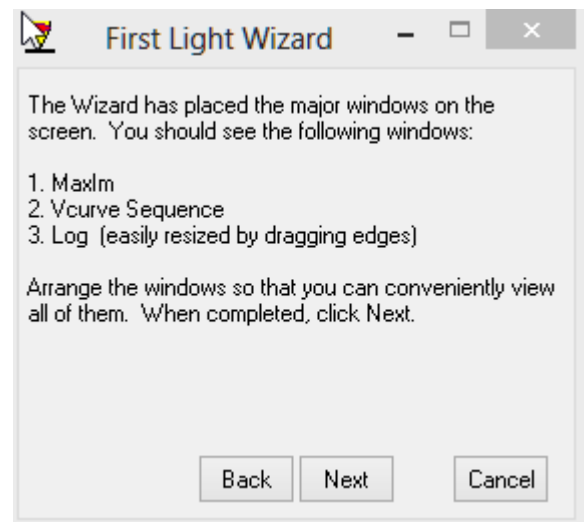 First Light Wizard
The Wizard has placed the major windows on the
screen. You should see the following windows:
1. MaxIm
2. Vcurve Sequence
3. Log (easily resized by dragging edges)
Arrange the windows so that you can conveniently view
all of them. When completed, click Next.
Back Next Cancel